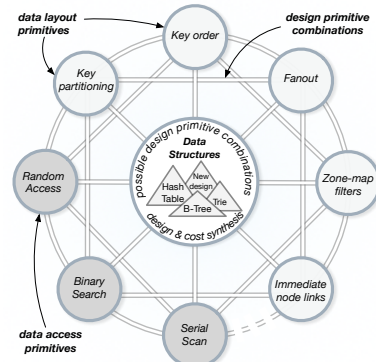 data layout
primitives
design primitive
combinations
Key order
Key
partitioning
Fanout
possible design primitive combinations
Data
Structures
Random
Access
Hash
Table
New
design
Trie
B-Tree
Zone-map
filters
design & cost synthesis
Binary
Search
Immediate
node links
Serial
Scan
data access
primitives